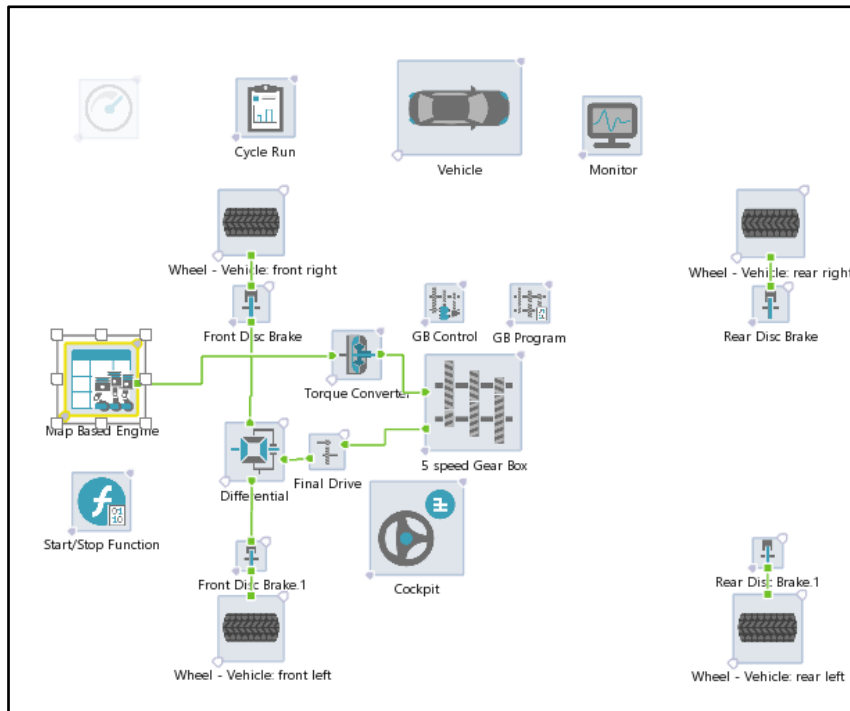 Cycle Run
Vehicle
Monitor
Wheel - Vehicle: front right
Wheel - Vehicle: rear right
Front Disc Brake
GB Control
GB Program
Rear Disc Brake
Torque Converter
Map Based Engine
5 speed Gear Box
Differential
Final Drive
Start/Stop Function
01
10
Front Disc Brake.1
Cockpit
Rear Disc Brake.1
Wheel - Vehicle: front left
Wheel - Vehicle: rear left